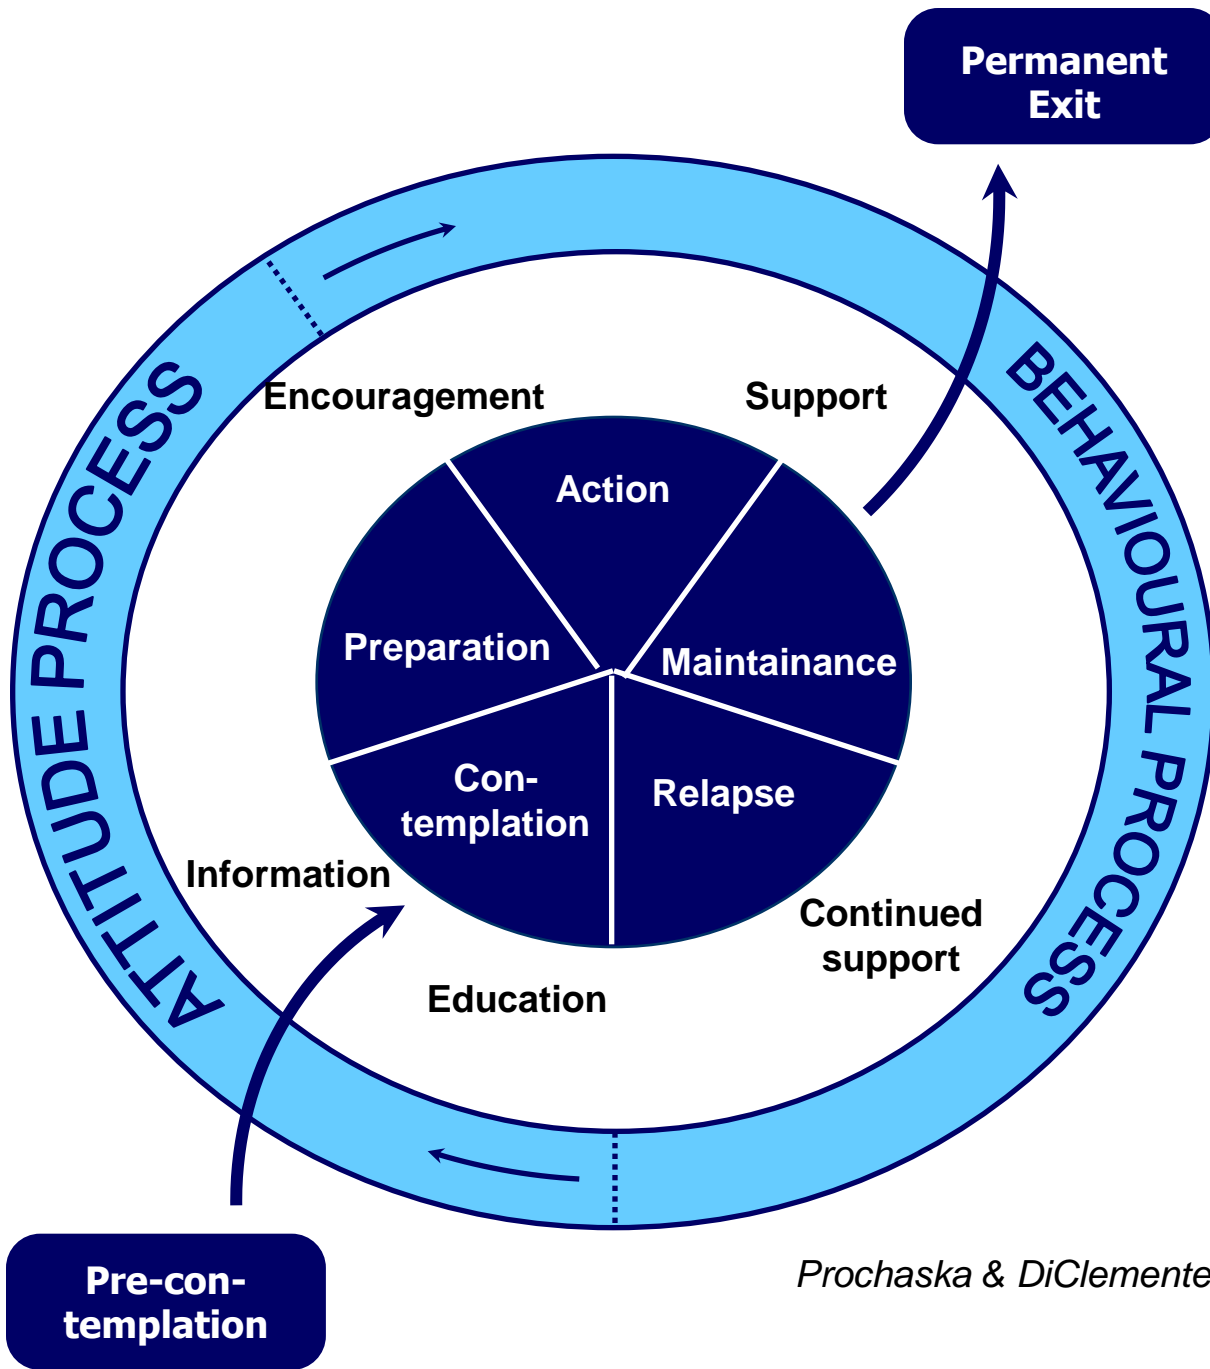 Permanent
Exit
ATTITUDE PROCESS
BEHAVIOURAL PROCESS
Encouragement
Support
Action
Preparation
Maintainance
Con-
templation
Relapse
Information
Continued
support
Education
Pre-con-
templation
Prochaska & DiClemente